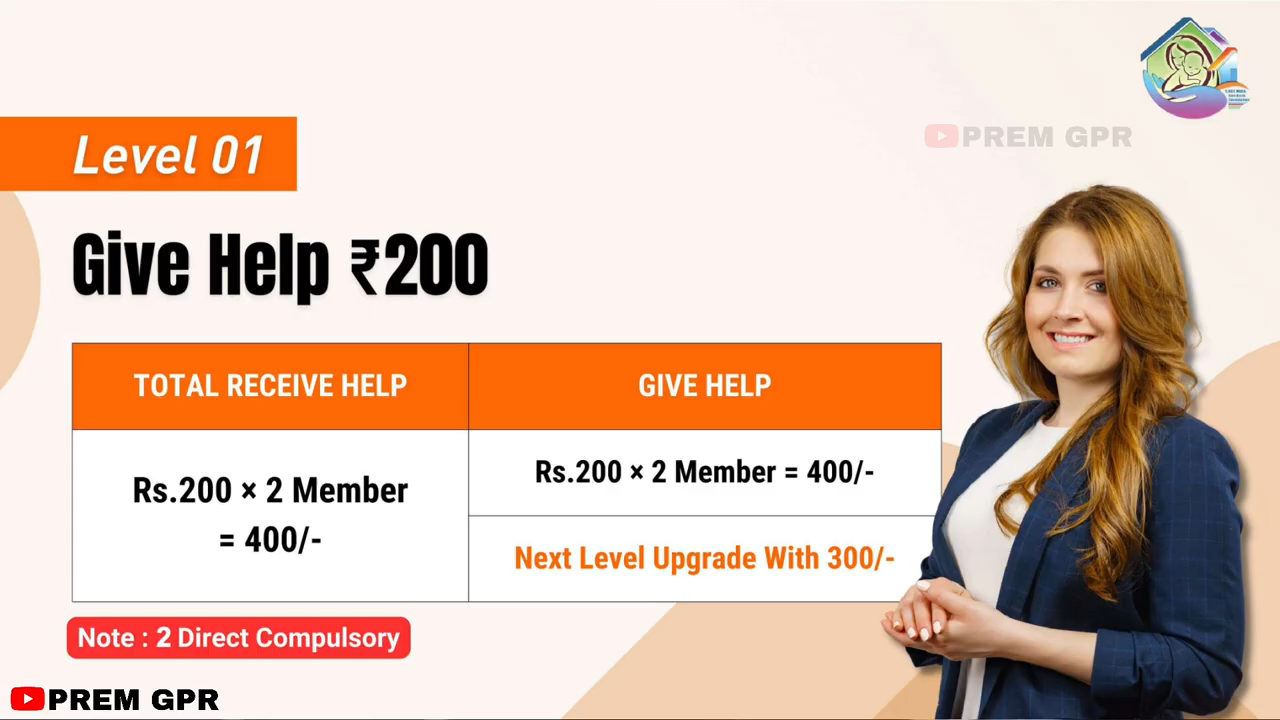 PREM GPR
Level 01
Give Help ₹200
TOTAL RECEIVE HELP
GIVE HELP
Rs.200 × 2 Member
= 400/-
Rs.200 × 2 Member = 400/-
Next Level Upgrade With 300/-
Note : 2 Direct Compulsory
PREM GPR